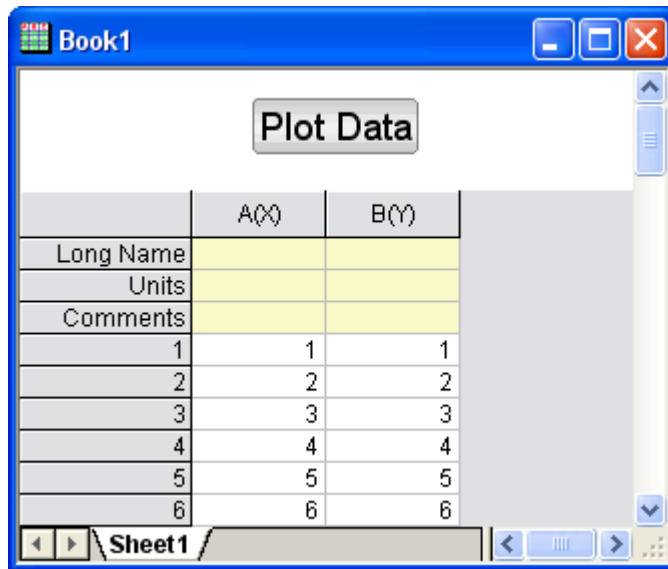 Book1
Plot Data
A(X) B(Y)
Long Name
Units
Comments
1 1 1
2 2 2
3 3 3
4 4 4
5 5 5
6 6 6
Sheet1